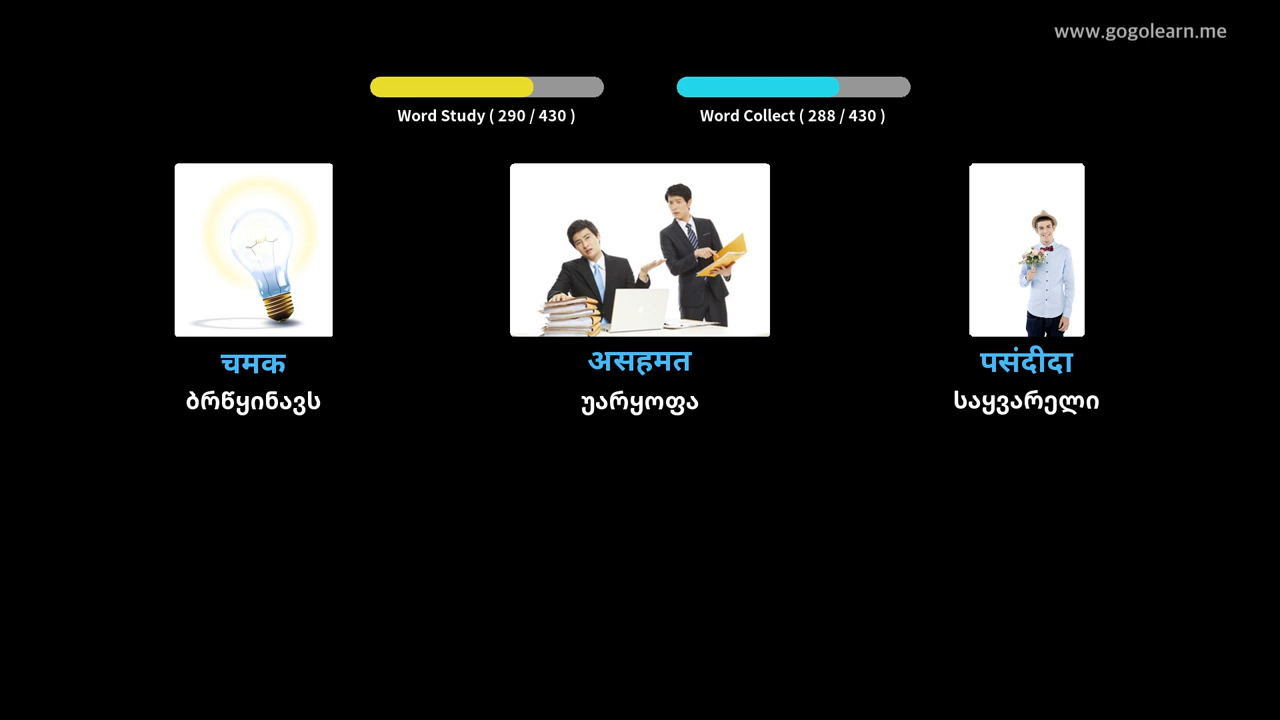 www.gogolearn.me
Word Study ( 290 / 430 )
Word Collect ( 288 / 430 )
चमक
असहमत
पसंदीदा
ბრწყინავს
უარყოფა
საყვარელი